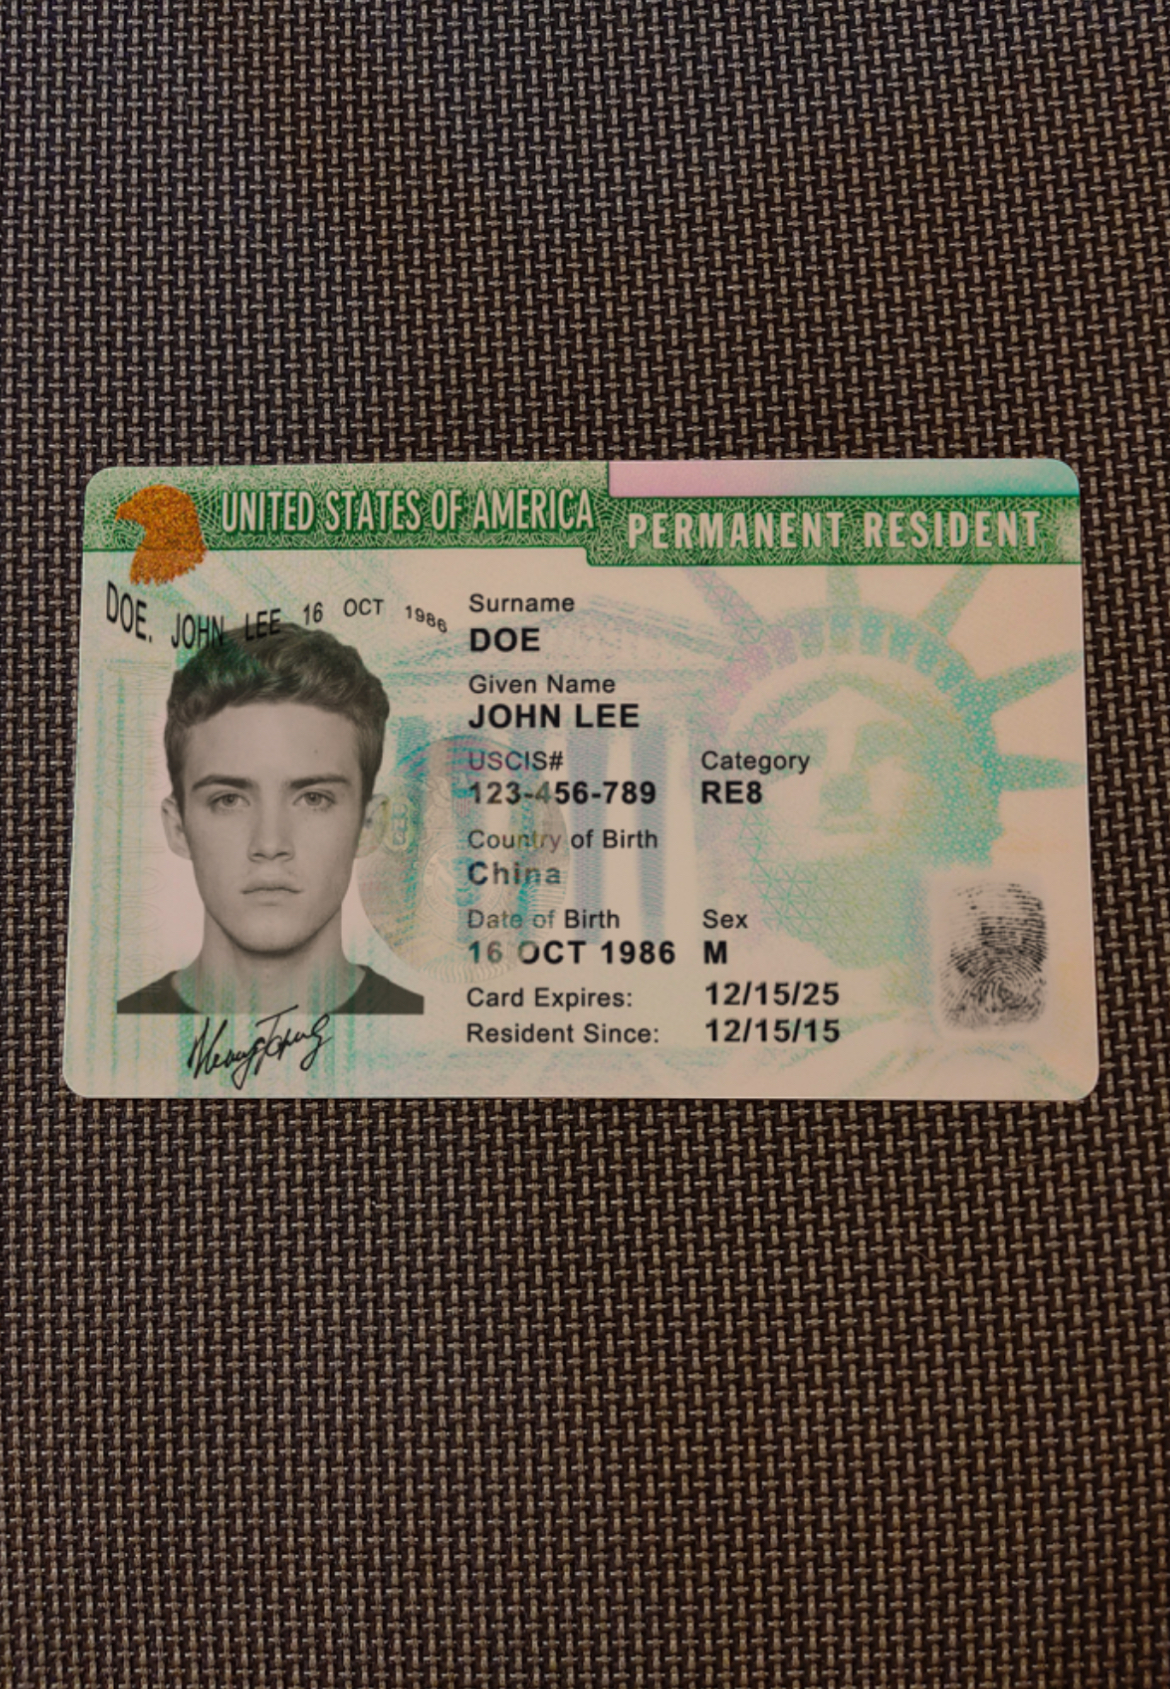 UNITED STATES OF AMERICA PERMANENT RESIDENT
DOE. JOHN LEE 16 OCT 1986
Surname
DOE
Given Name
JOHN LEE
USCIS# Category
123-456-789 RE8
Country of Birth
China
Date of Birth Sex
16 OCT 1986 M
Card Expires: 12/15/25
Resident Since: 12/15/15